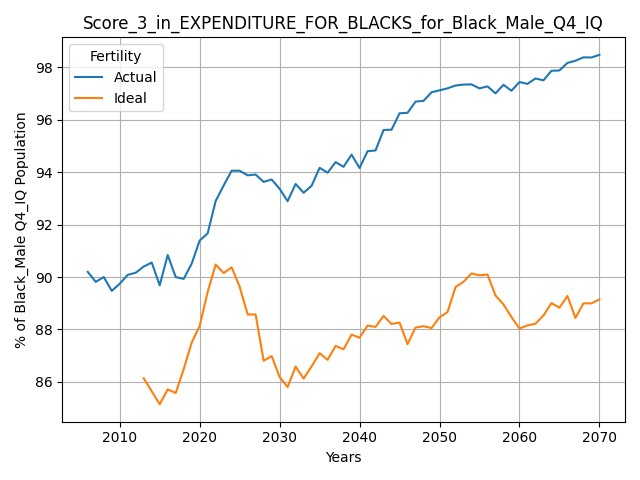 Score_3_in_EXPENDITURE_FOR_BLACKS_for_Black_Male_Q4_IQ
Fertility
Actual
Ideal
% of Black_Male Q4_IQ Population
98
96
94
92
90
88
86
2010 2020 2030 2040 2050 2060 2070
Years